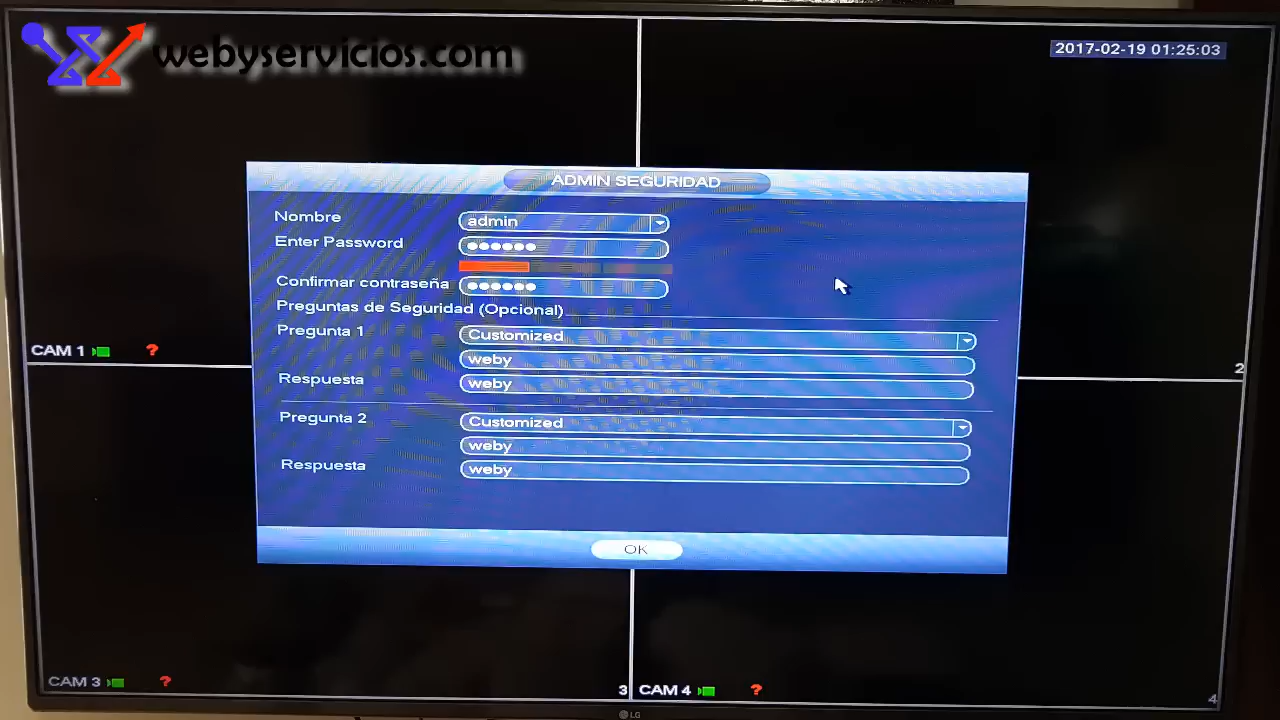 webyservicios.com
2017-02-19 01:25:03
ADMIN SEGURIDAD
Nombre admin
Enter Password ●●●●●●
Confirmar contraseña ●●●●●●
Preguntas de Seguridad (Opcional)
Pregunta 1 Customized
weby
Respuesta weby
Pregunta 2 Customized
weby
Respuesta weby
OK
CAM 1 ?
2
CAM 3 ?
3
CAM 4 ?
4
LG